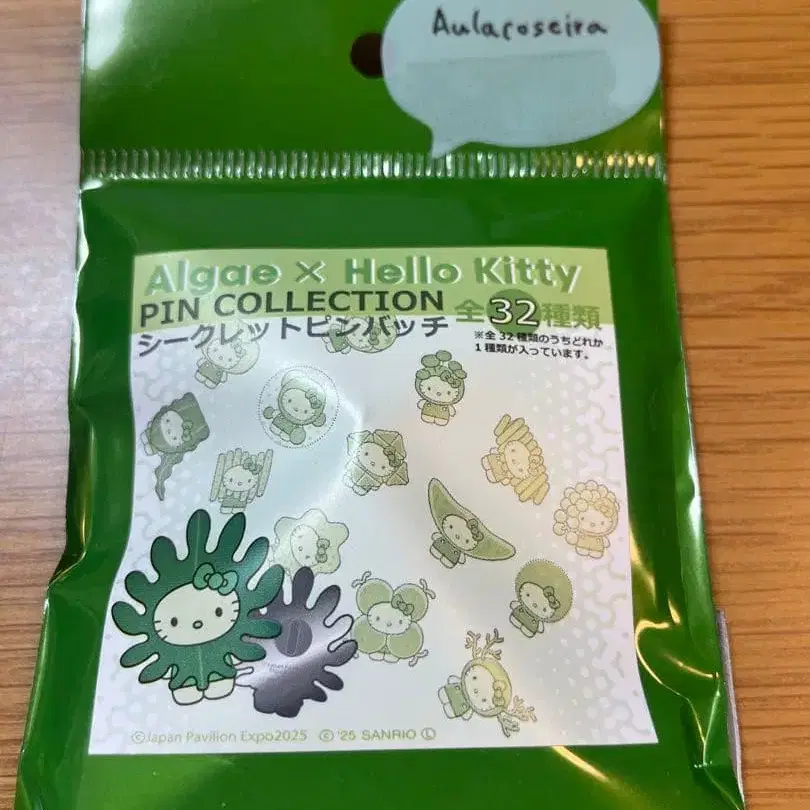 Aulacoseira
Algae × Hello Kitty
PIN COLLECTION
シークレットピンバッチ
全32種類
※全32種類のうちどれか
1種類が入っています。
©Japan Pavilion Expo2025 © '25 SANRIO Ⓛ